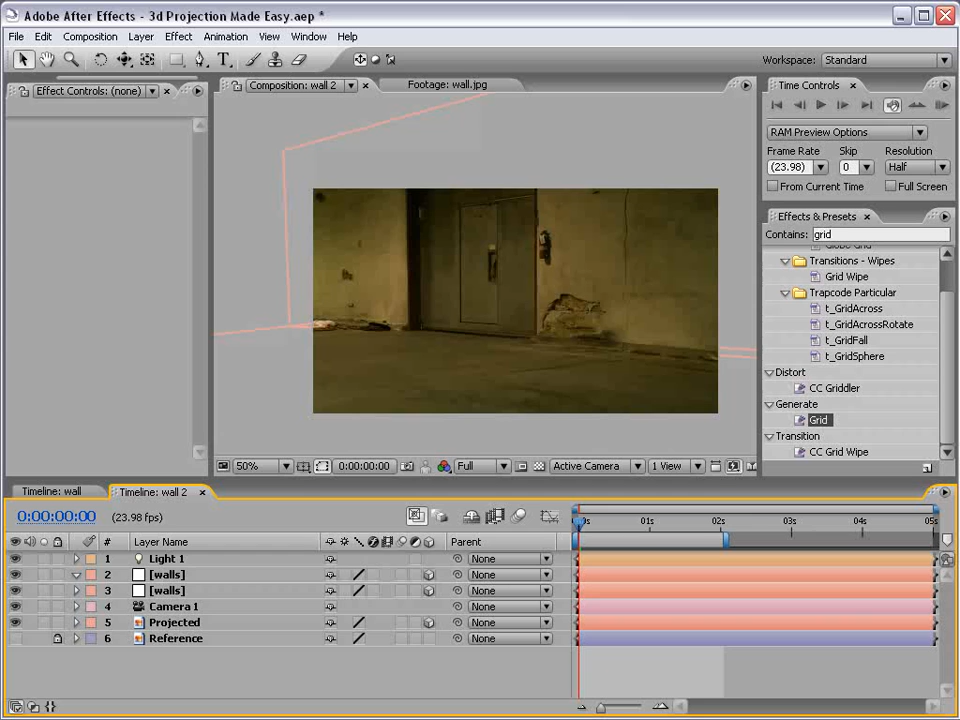 Adobe After Effects - 3d Projection Made Easy.aep *
File Edit Composition Layer Effect Animation View Window Help
Workspace: Standard
Effect Controls: (none)
Composition: wall 2
Footage: wall.jpg
Time Controls
RAM Preview Options
Frame Rate Skip Resolution
(23.98) 0 Half
From Current Time Full Screen
Effects & Presets
Contains: grid
Transitions - Wipes
Grid Wipe
Trapcode Particular
t_GridAcross
t_GridAcrossRotate
t_GridFall
t_GridSphere
Distort
CC Griddler
Generate
Grid
Transition
CC Grid Wipe
50% 0:00:00:00 Full Active Camera 1 View
Timeline: wall Timeline: wall 2
0:00:00:00 (23.98 fps)
01s 02s 03s 04s 05s
# Layer Name Parent
1 Light 1 None
2 [walls] None
3 [walls] None
4 Camera 1 None
5 Projected None
6 Reference None